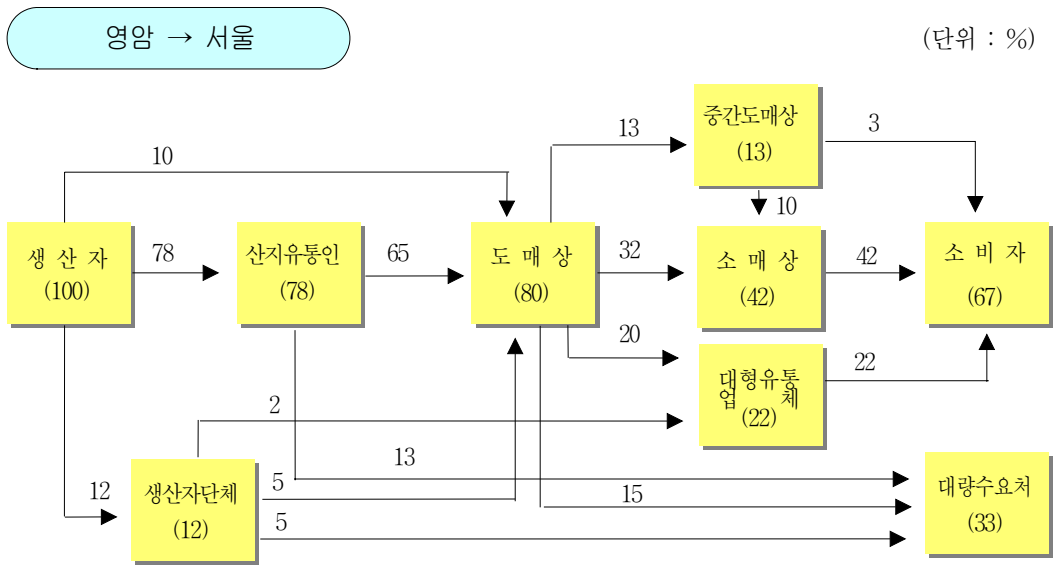 영암 → 서울
(단위 : %)
중간도매상
(13)
13
3
10
10
생 산 자
(100)
78
산지유통인
(78)
65
도 매 상
(80)
32
소 매 상
(42)
42
소 비 자
(67)
20
대형유통
업 체
(22)
22
2
13
12
생산자단체
(12)
5
5
15
대량수요처
(33)